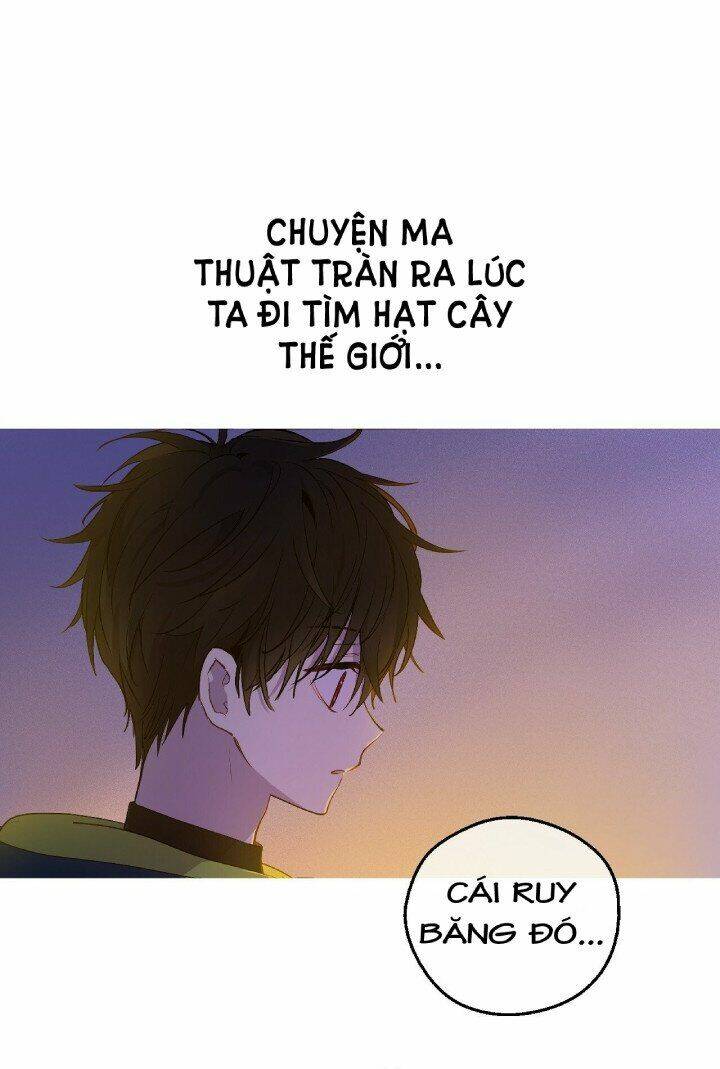 CHUYỆN MA
THUẬT TRÀN RA LÚC
TA ĐI TÌM HẠT CÂY
THẾ GIỚI...
CÁI RUY
BĂNG ĐÓ...